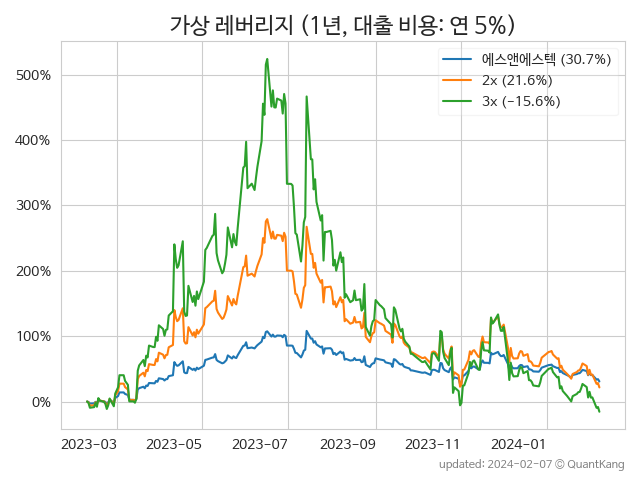 가상 레버리지 (1년, 대출 비용: 연 5%)
에스앤에스텍 (30.7%)
2x (21.6%)
3x (−15.6%)
500%
400%
300%
200%
100%
0%
2023-03 2023-05 2023-07 2023-09 2023-11 2024-01
updated: 2024-02-07 © QuantKang